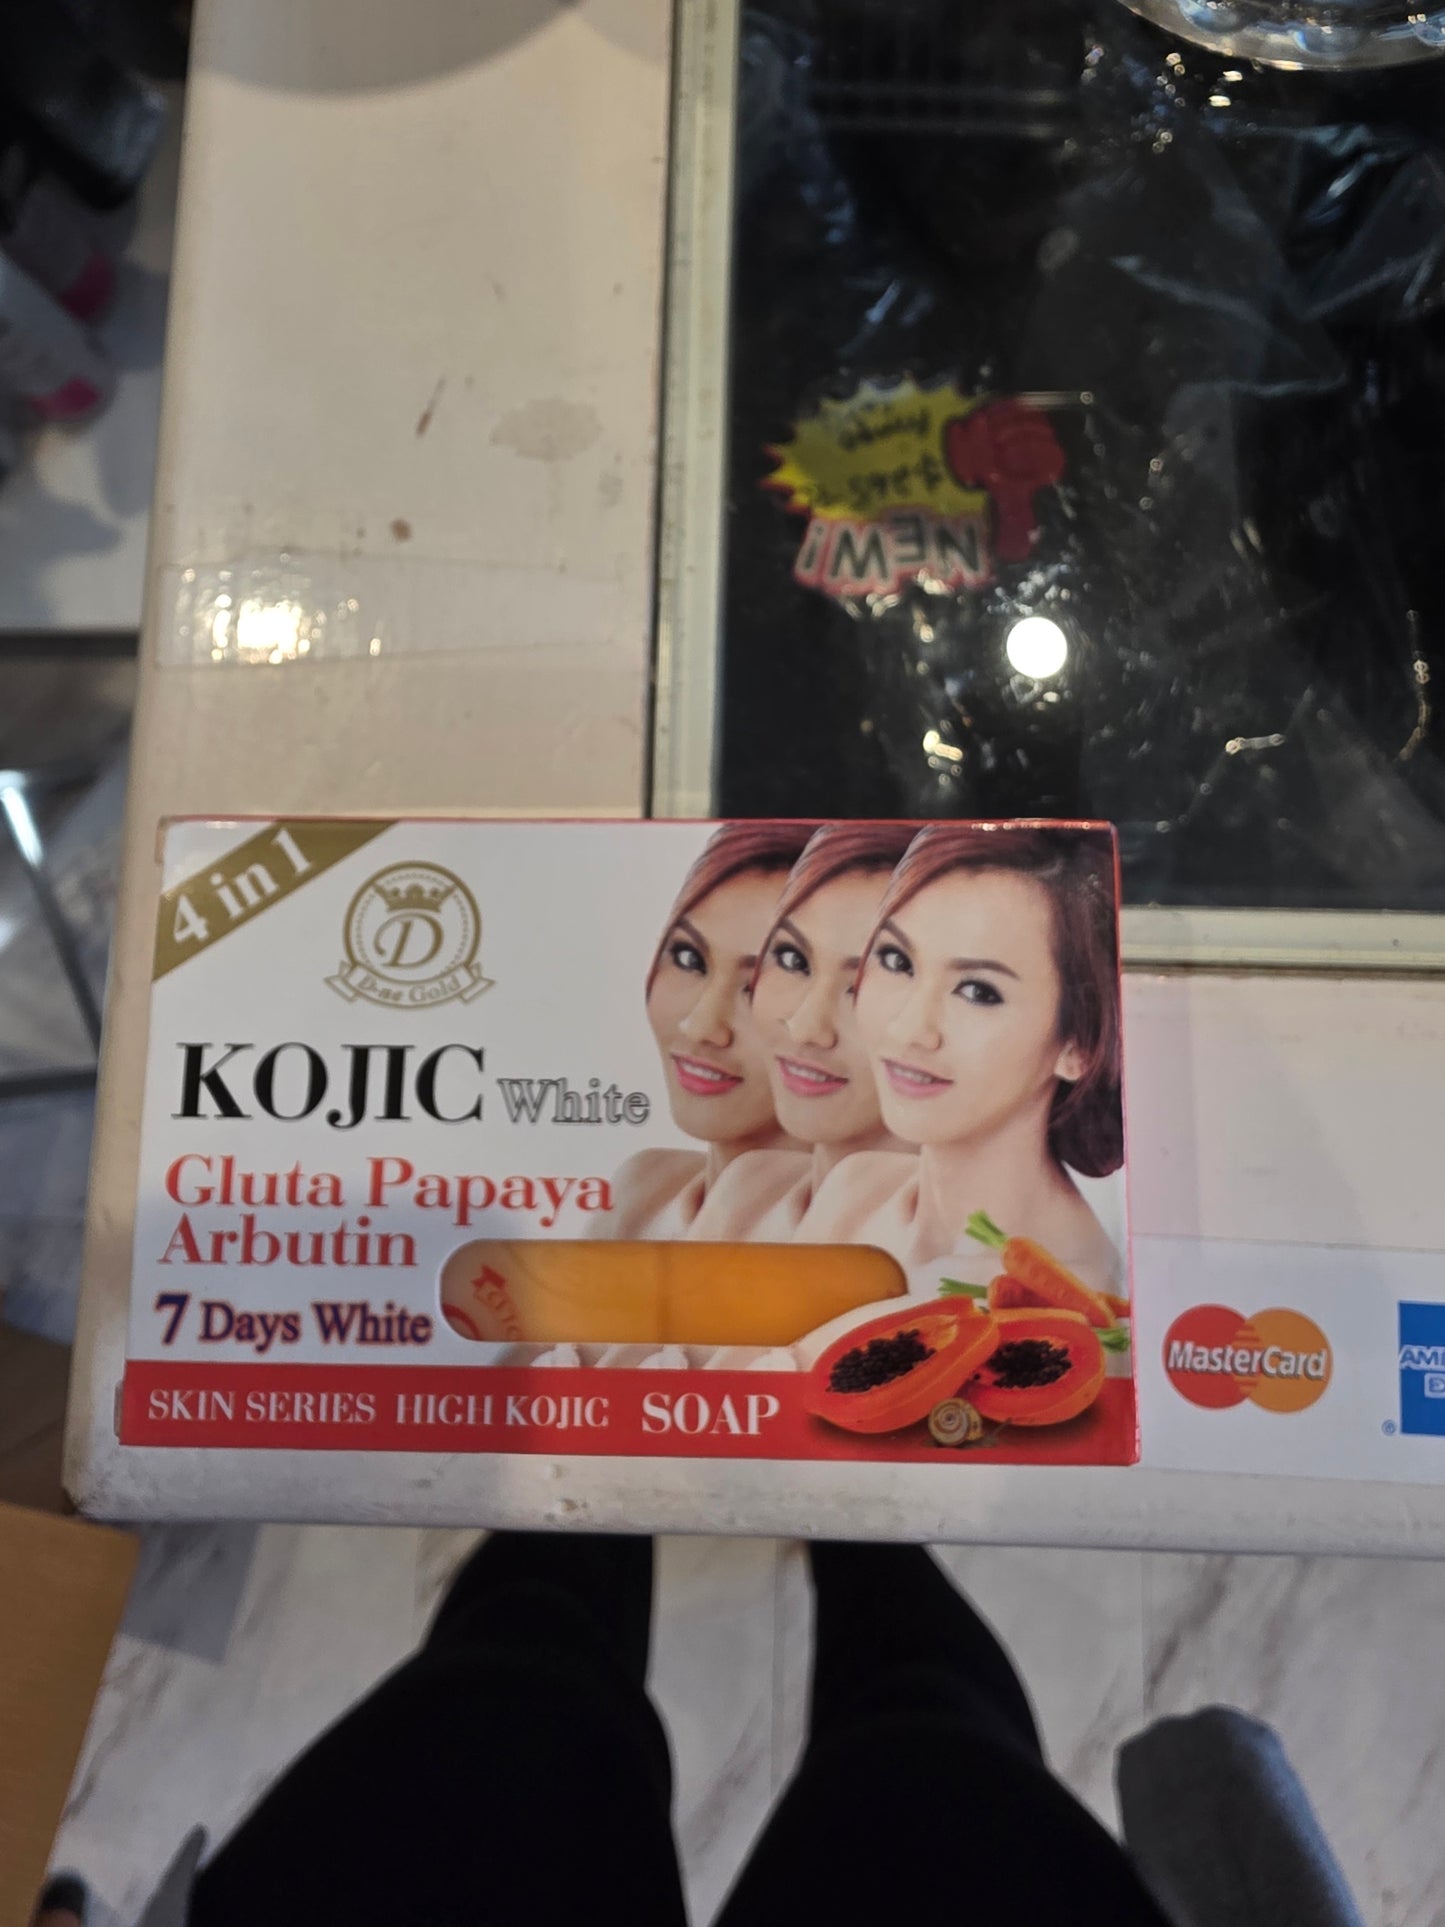 NEW!
4 in 1
D
D-ae Gold
KOJIC White
Gluta Papaya
Arbutin
7 Days White
SKIN SERIES HIGH KOJIC SOAP
MasterCard